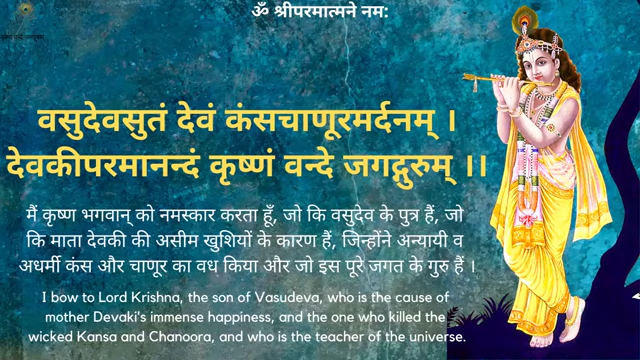 ॐ श्रीपरमात्मने नम:
वसुदेवसुतं देवं कंसचाणूरमर्दनम् ।
देवकीपरमानन्दं कृष्णं वन्दे जगद्गुरुम् ।।
मैं कृष्ण भगवान् को नमस्कार करता हूँ, जो कि वसुदेव के पुत्र हैं, जो
कि माता देवकी की असीम खुशियों के कारण हैं, जिन्होंने अन्यायी व
अधर्मी कंस और चाणूर का वध किया और जो इस पूरे जगत के गुरु हैं ।
I bow to Lord Krishna, the son of Vasudeva, who is the cause of
mother Devaki's immense happiness, and the one who killed the
wicked Kansa and Chanoora, and who is the teacher of the universe.